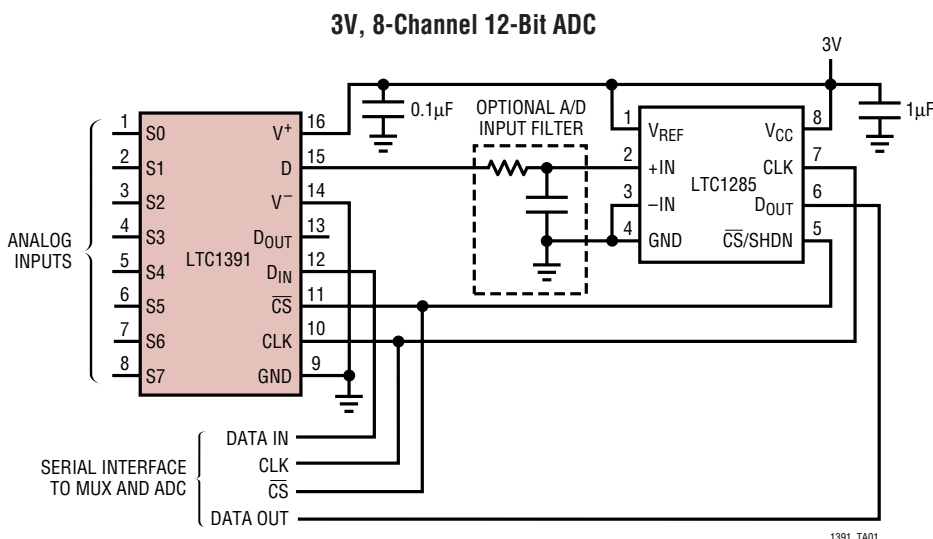 3V, 8-Channel 12-Bit ADC
3V
0.1µF
OPTIONAL A/D
INPUT FILTER
1µF
ANALOG
INPUTS
1 S0
2 S1
3 S2
4 S3
5 S4
6 S5
7 S6
8 S7
LTC1391
V+ 16
D 15
V− 14
DOUT 13
DIN 12
C̅S̅ 11
CLK 10
GND 9
1 VREF
2 +IN
3 −IN
4 GND
LTC1285
VCC 8
CLK 7
DOUT 6
C̅S̅/SHDN 5
SERIAL INTERFACE
TO MUX AND ADC
DATA IN
CLK
C̅S̅
DATA OUT
1391 TA01